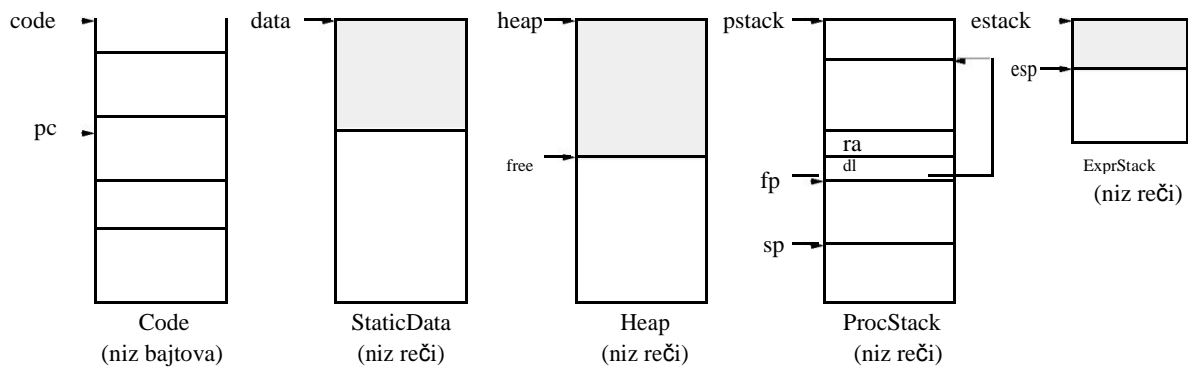 code
data
heap
pstack
estack
esp
pc
ra
free
dl
fp
sp
ExprStack
(niz reči)
Code
(niz bajtova)
StaticData
(niz reči)
Heap
(niz reči)
ProcStack
(niz reči)